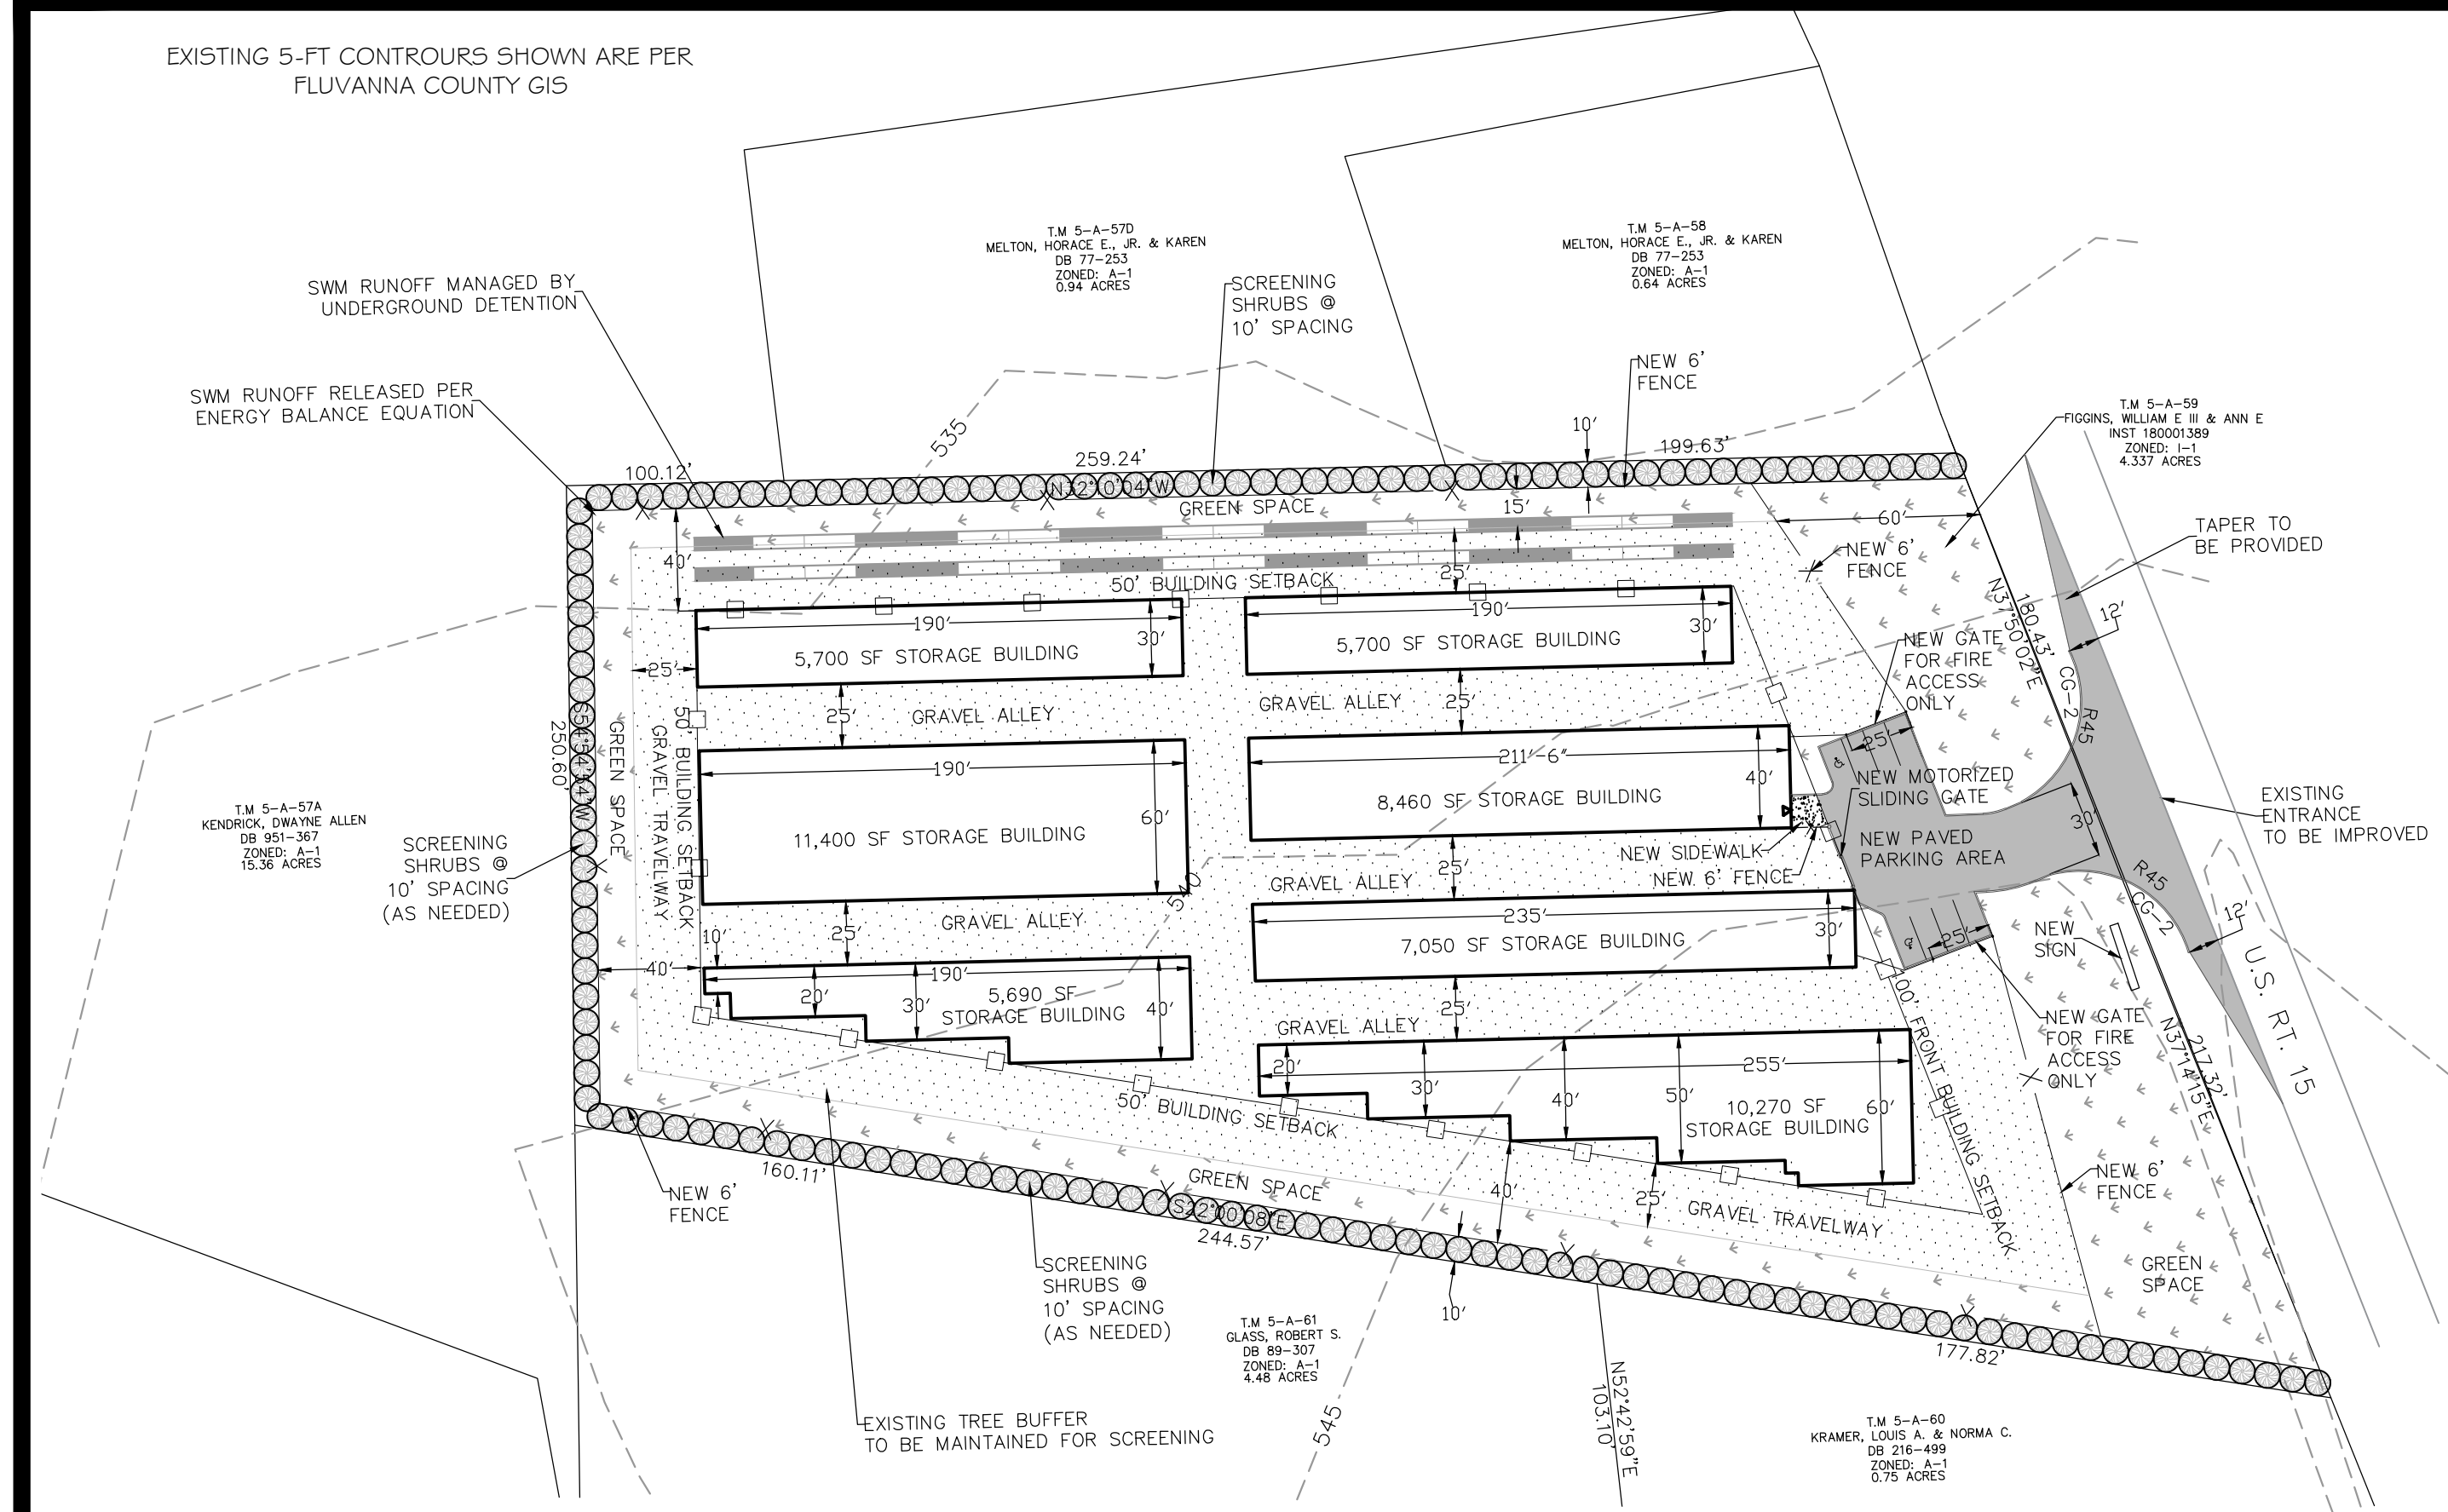 EXISTING 5-FT CONTROURS SHOWN ARE PER
FLUVANNA COUNTY GIS
T.M 5-A-57D
MELTON, HORACE E., JR. & KAREN
DB 77-253
ZONED: A-1
0.94 ACRES
T.M 5-A-58
MELTON, HORACE E., JR. & KAREN
DB 77-253
ZONED: A-1
0.64 ACRES
SWM RUNOFF MANAGED BY
UNDERGROUND DETENTION
SCREENING
SHRUBS @
10' SPACING
NEW 6'
FENCE
SWM RUNOFF RELEASED PER
ENERGY BALANCE EQUATION
T.M 5-A-59
FIGGINS, WILLIAM E III & ANN E
INST 180001389
ZONED: I-1
4.337 ACRES
535
10'
100.12'
259.24'
199.63'
N32°10'04"W
GREEN SPACE
15'
60'
TAPER TO
BE PROVIDED
40'
NEW 6'
FENCE
50' BUILDING SETBACK
25'
190'
30'
5,700 SF STORAGE BUILDING
190'
30'
5,700 SF STORAGE BUILDING
N37°50'02"E
180.43'
12'
NEW GATE
FOR FIRE
ACCESS
ONLY
CG-2
R45
25'
25'
GRAVEL ALLEY
GRAVEL ALLEY
25'
250.60'
S54°54'54"W
GREEN SPACE
GRAVEL TRAVELWAY
50' BUILDING SETBACK
190'
60'
11,400 SF STORAGE BUILDING
211'-6"
40'
8,460 SF STORAGE BUILDING
25'
NEW MOTORIZED
SLIDING GATE
NEW PAVED
PARKING AREA
30'
EXISTING
ENTRANCE
TO BE IMPROVED
T.M 5-A-57A
KENDRICK, DWAYNE ALLEN
DB 951-367
ZONED: A-1
15.36 ACRES
SCREENING
SHRUBS @
10' SPACING
(AS NEEDED)
NEW SIDEWALK
NEW 6' FENCE
25'
GRAVEL ALLEY
540
R45
CG-2
12'
25'
GRAVEL ALLEY
235'
30'
7,050 SF STORAGE BUILDING
25'
NEW
SIGN
U.S. RT. 15
40'
10'
190'
20'
30'
40'
5,690 SF
STORAGE BUILDING
25'
GRAVEL ALLEY
NEW GATE
FOR FIRE
ACCESS
ONLY
100' FRONT BUILDING SETBACK
N37°14'15"E
217.32'
20'
255'
30'
40'
50'
60'
10,270 SF
STORAGE BUILDING
50' BUILDING SETBACK
160.11'
NEW 6'
FENCE
GREEN SPACE
40'
25'
GRAVEL TRAVELWAY
NEW 6'
FENCE
S22°00'08"E
244.57'
SCREENING
SHRUBS @
10' SPACING
(AS NEEDED)
10'
GREEN
SPACE
T.M 5-A-61
GLASS, ROBERT S.
DB 89-307
ZONED: A-1
4.48 ACRES
177.82'
EXISTING TREE BUFFER
TO BE MAINTAINED FOR SCREENING
545
N52°42'59"E
103.10'
T.M 5-A-60
KRAMER, LOUIS A. & NORMA C.
DB 216-499
ZONED: A-1
0.75 ACRES